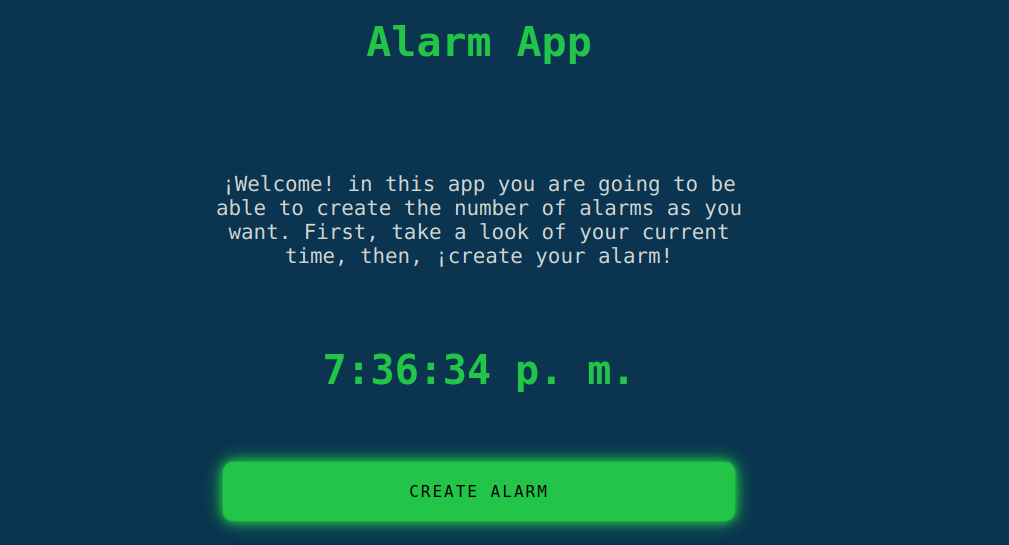 Alarm App
¡Welcome! in this app you are going to be
able to create the number of alarms as you
want. First, take a look of your current
time, then, ¡create your alarm!
7:36:34 p. m.
CREATE ALARM